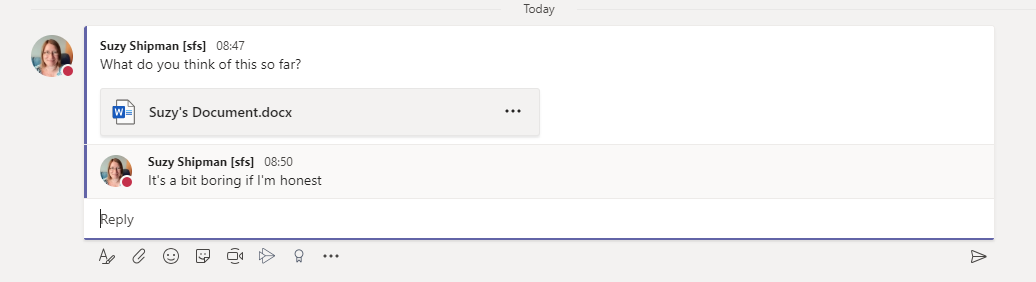 Today
Suzy Shipman [sfs] 08:47
What do you think of this so far?
W
Suzy's Document.docx
Suzy Shipman [sfs] 08:50
It's a bit boring if I'm honest
Reply